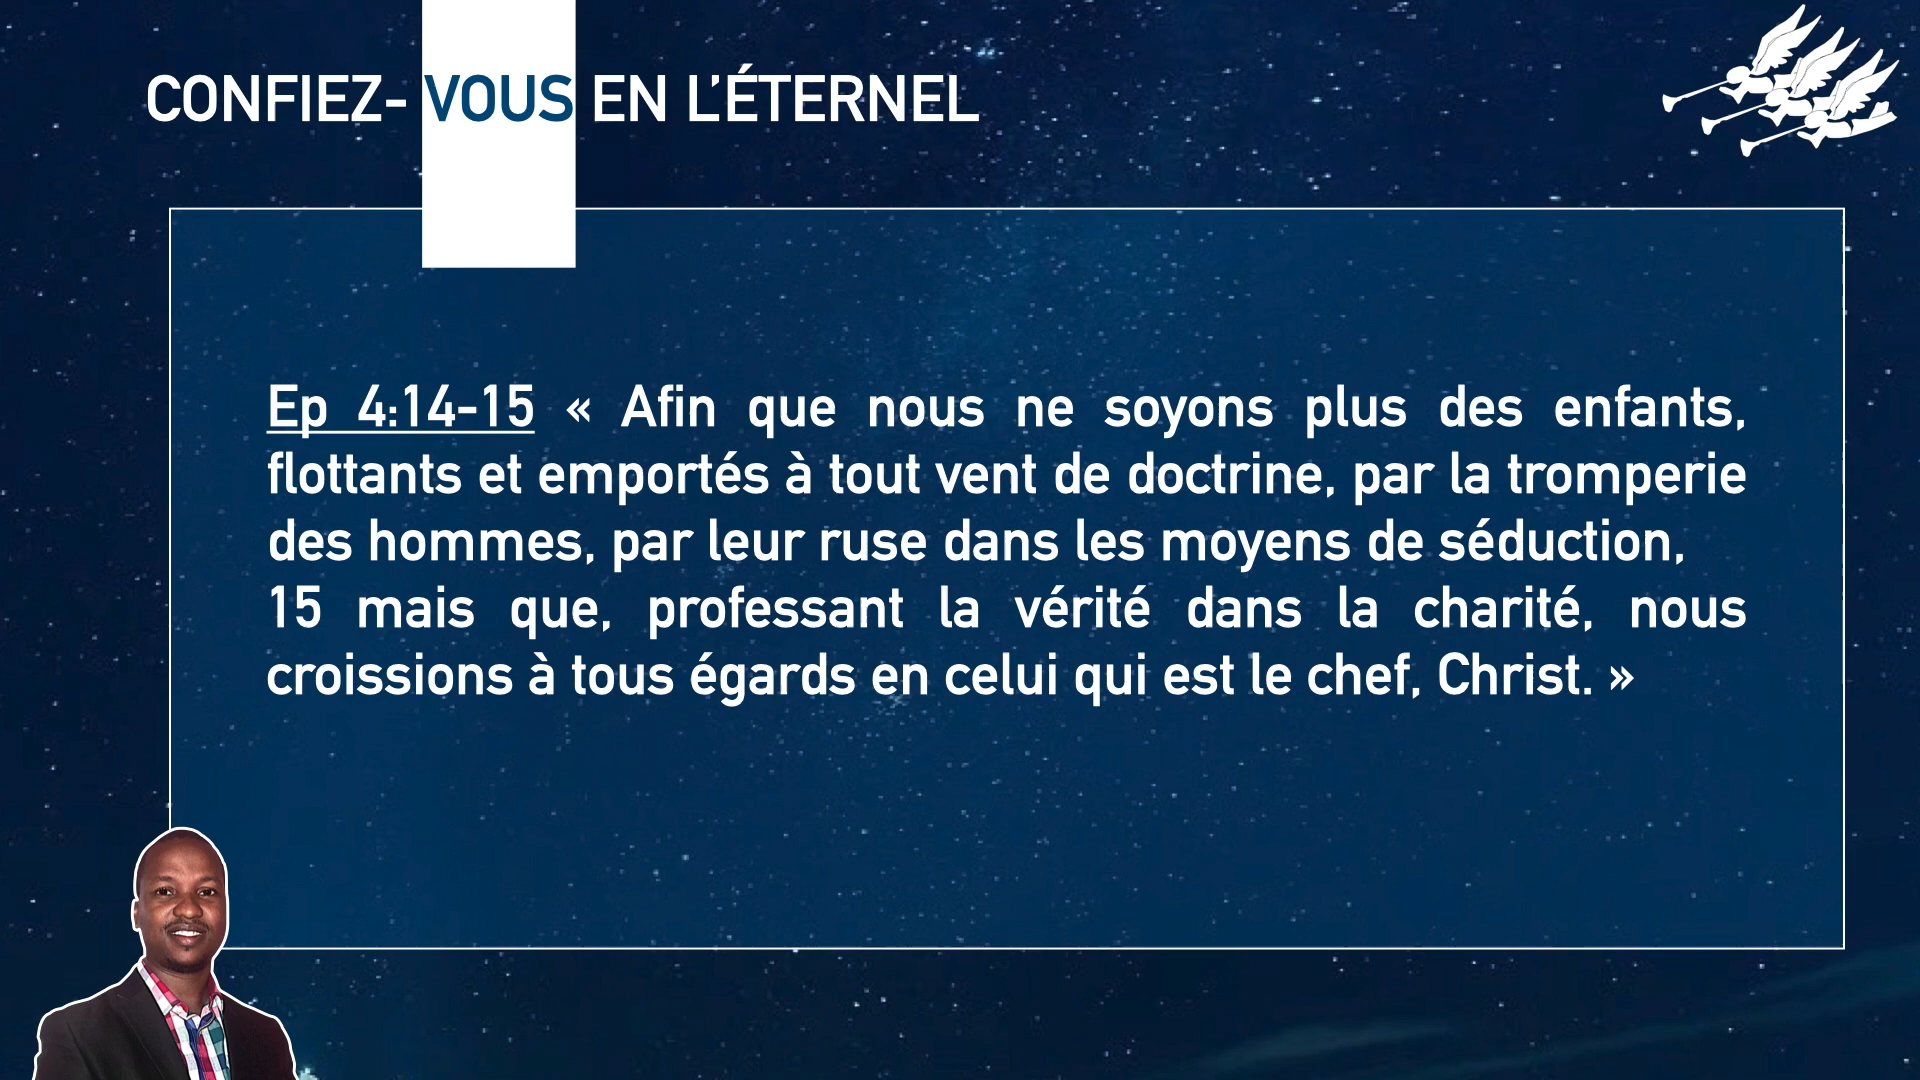 CONFIEZ- VOUS EN L’ÉTERNEL
Ep 4:14-15 « Afin que nous ne soyons plus des enfants,
flottants et emportés à tout vent de doctrine, par la tromperie
des hommes, par leur ruse dans les moyens de séduction,
15 mais que, professant la vérité dans la charité, nous
croissions à tous égards en celui qui est le chef, Christ. »